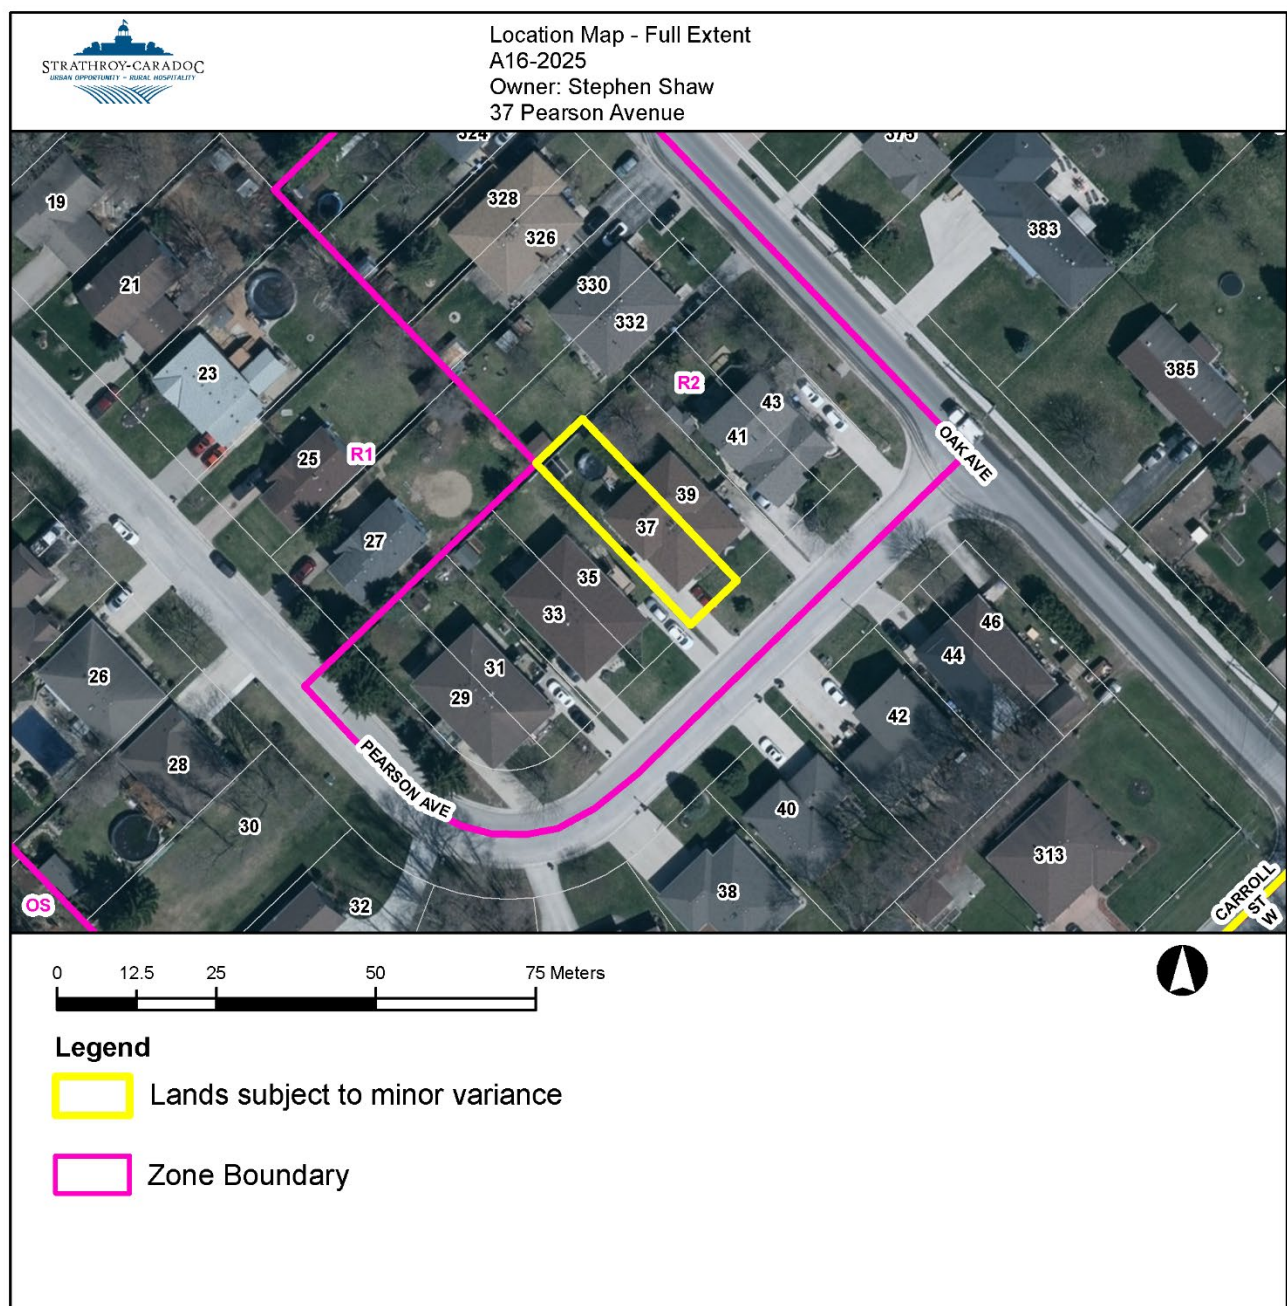 STRATHROY-CARADOC
URBAN OPPORTUNITY - RURAL HOSPITALITY
Location Map - Full Extent
A16-2025
Owner: Stephen Shaw
37 Pearson Avenue
324
375
19
328
326
383
21
330
332
23
385
R2
43
41
OAK AVE
25
R1
39
37
27
35
33
46
44
31
29
26
42
28
PEARSON AVE
30
40
313
38
32
OS
CARROLL
ST
W
0 12.5 25 50 75 Meters
Legend
Lands subject to minor variance
Zone Boundary